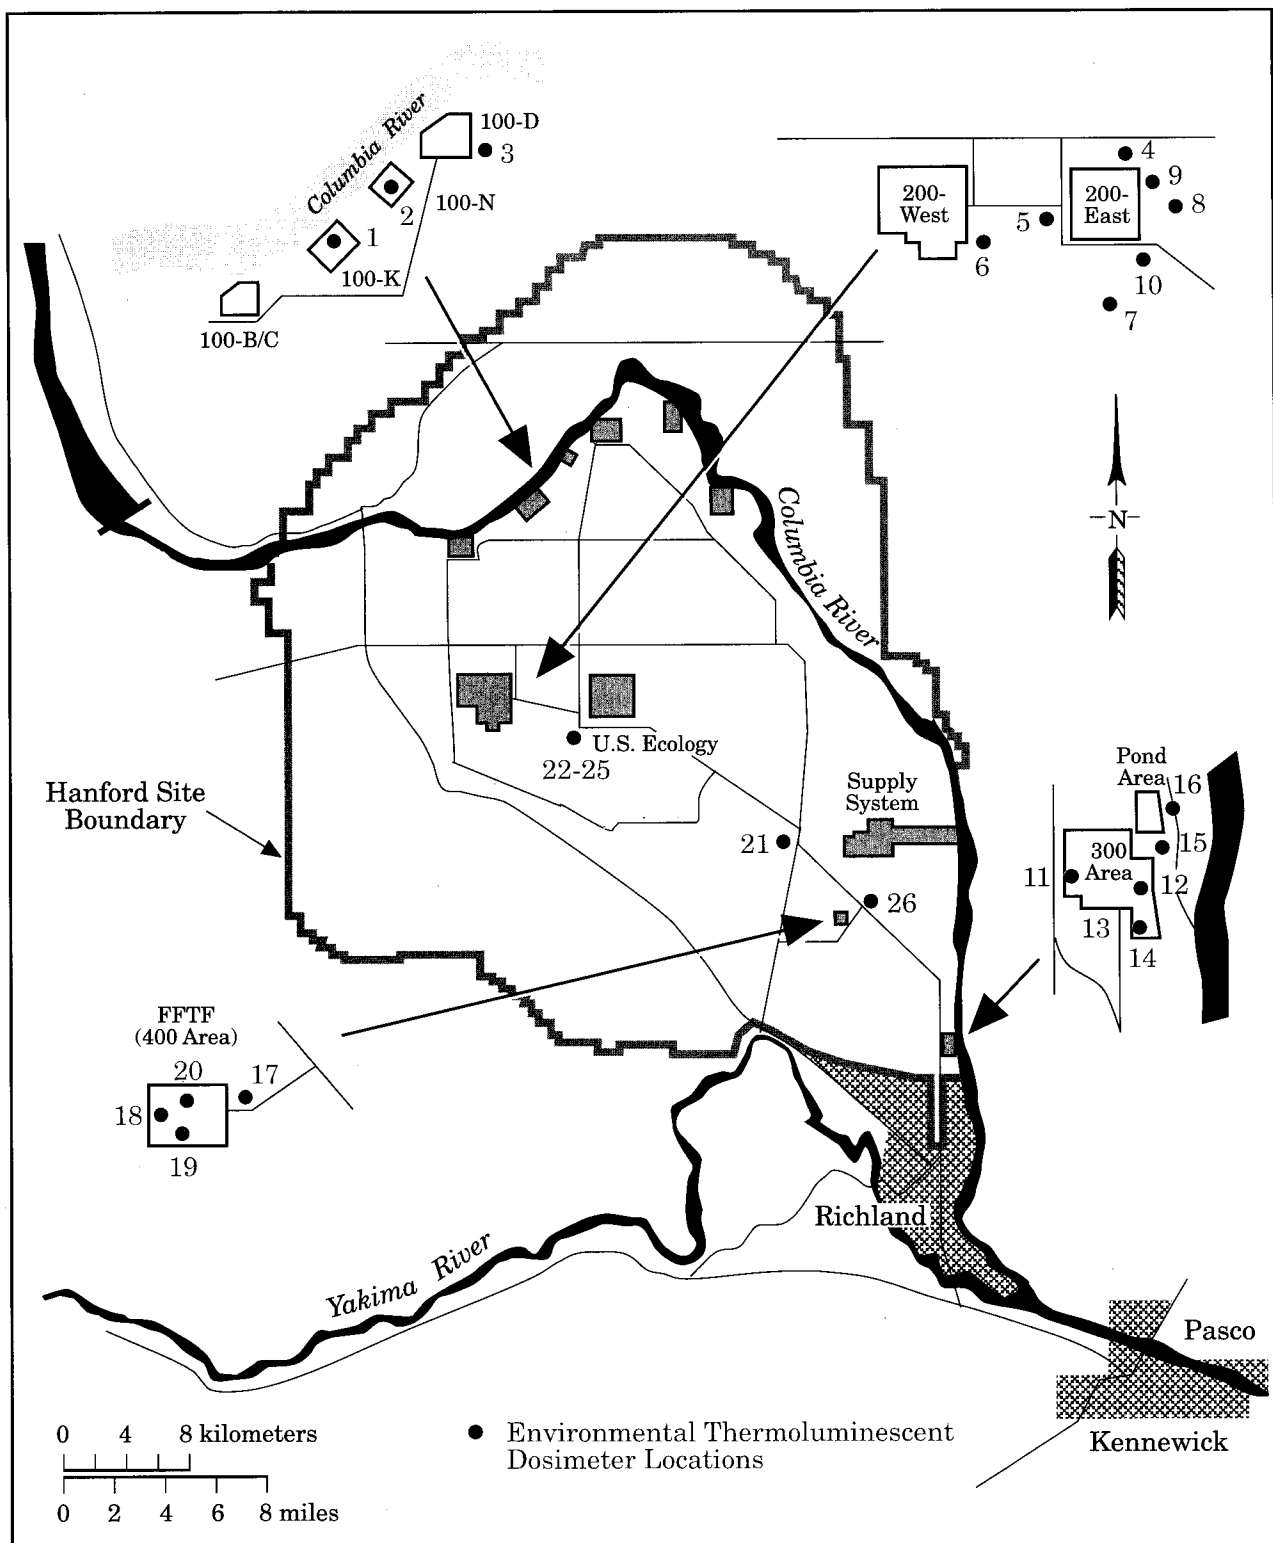 Columbia River
100-D
3
2
100-N
1
100-K
100-B/C
200-
West
200-
East
4
9
8
5
6
10
7
N
Columbia River
U.S. Ecology
22-25
Hanford Site
Boundary
Supply
System
21
26
Pond
Area
16
15
300
Area
11
12
13
14
FFTF
(400 Area)
20
17
18
19
Richland
Yakima River
Pasco
Kennewick
0 4 8 kilometers
0 2 4 6 8 miles
Environmental Thermoluminescent
Dosimeter Locations